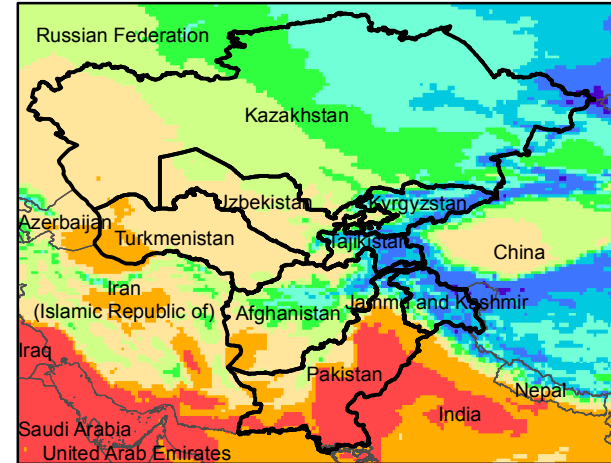 Russian Federation
Kazakhstan
Uzbekistan
Kyrgyzstan
Azerbaijan
Turkmenistan
Tajikistan
China
Iran
(Islamic Republic of)
Afghanistan
Jammu and Kashmir
Iraq
Pakistan
Nepal
India
Saudi Arabia
United Arab Emirates